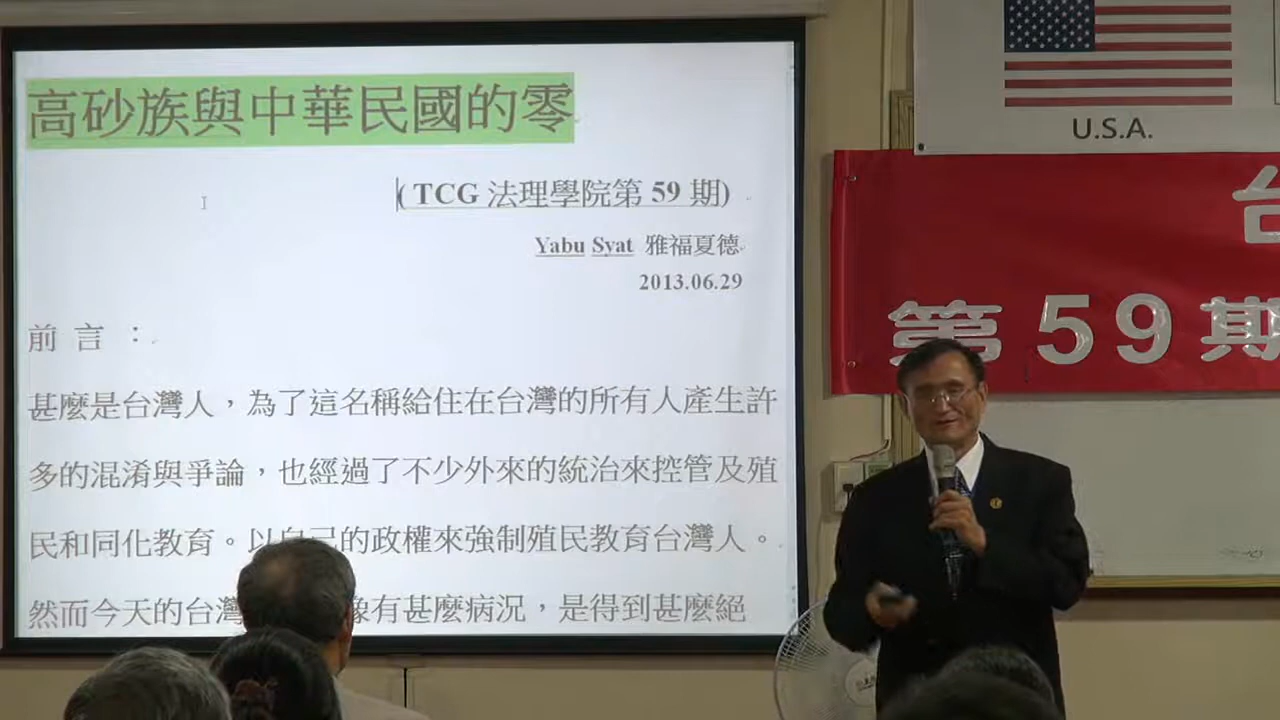 高砂族與中華民國的零
( TCG 法理學院第 59 期)
Yabu Syat 雅福夏德
2013.06.29
前 言 ：
甚麼是台灣人，為了這名稱給住在台灣的所有人產生許
多的混淆與爭論，也經過了不少外來的統治來控管及殖
民和同化教育。以自己的政權來強制殖民教育台灣人。
然而今天的台灣 像有甚麼病況，是得到甚麼絕
U.S.A.
台
第 59 期